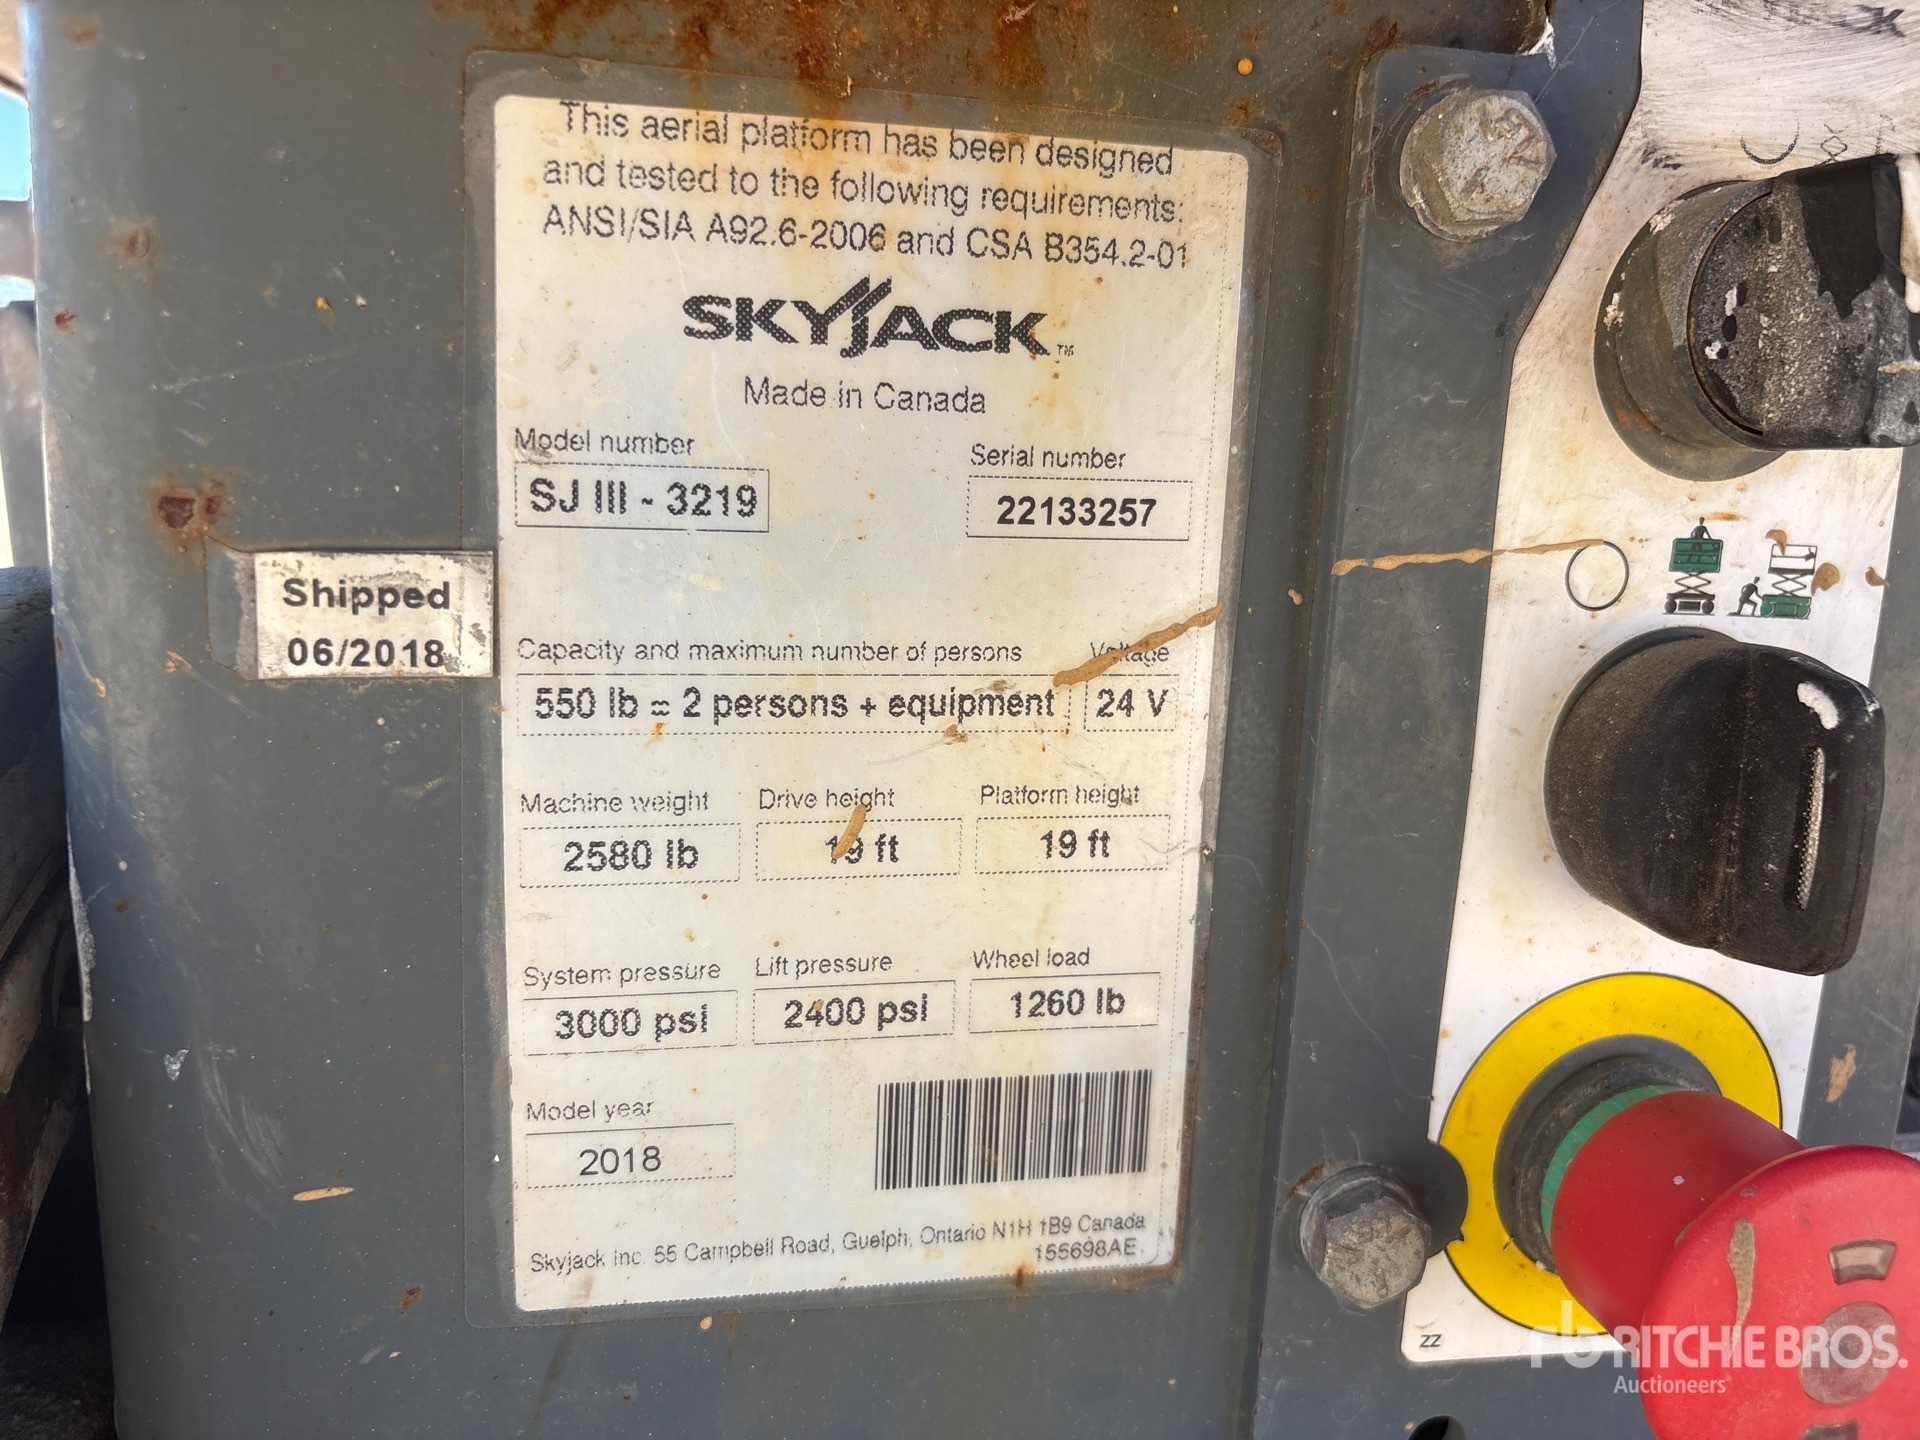 This aerial platform has been designed
and tested to the following requirements:
ANSI/SIA A92.6-2006 and CSA B354.2-01
SKYJACK™
Made in Canada
Model number
SJ III - 3219
Serial number
22133257
Shipped
06/2018
Capacity and maximum number of persons
550 lb = 2 persons + equipment
Voltage
24 V
Machine weight
2580 lb
Drive height
19 ft
Platform height
19 ft
System pressure
3000 psi
Lift pressure
2400 psi
Wheel load
1260 lb
Model year
2018
Skyjack Inc. 55 Campbell Road, Guelph, Ontario N1H 1B9 Canada
155698AE
ZZ
rb RITCHIE BROS.
Auctioneers